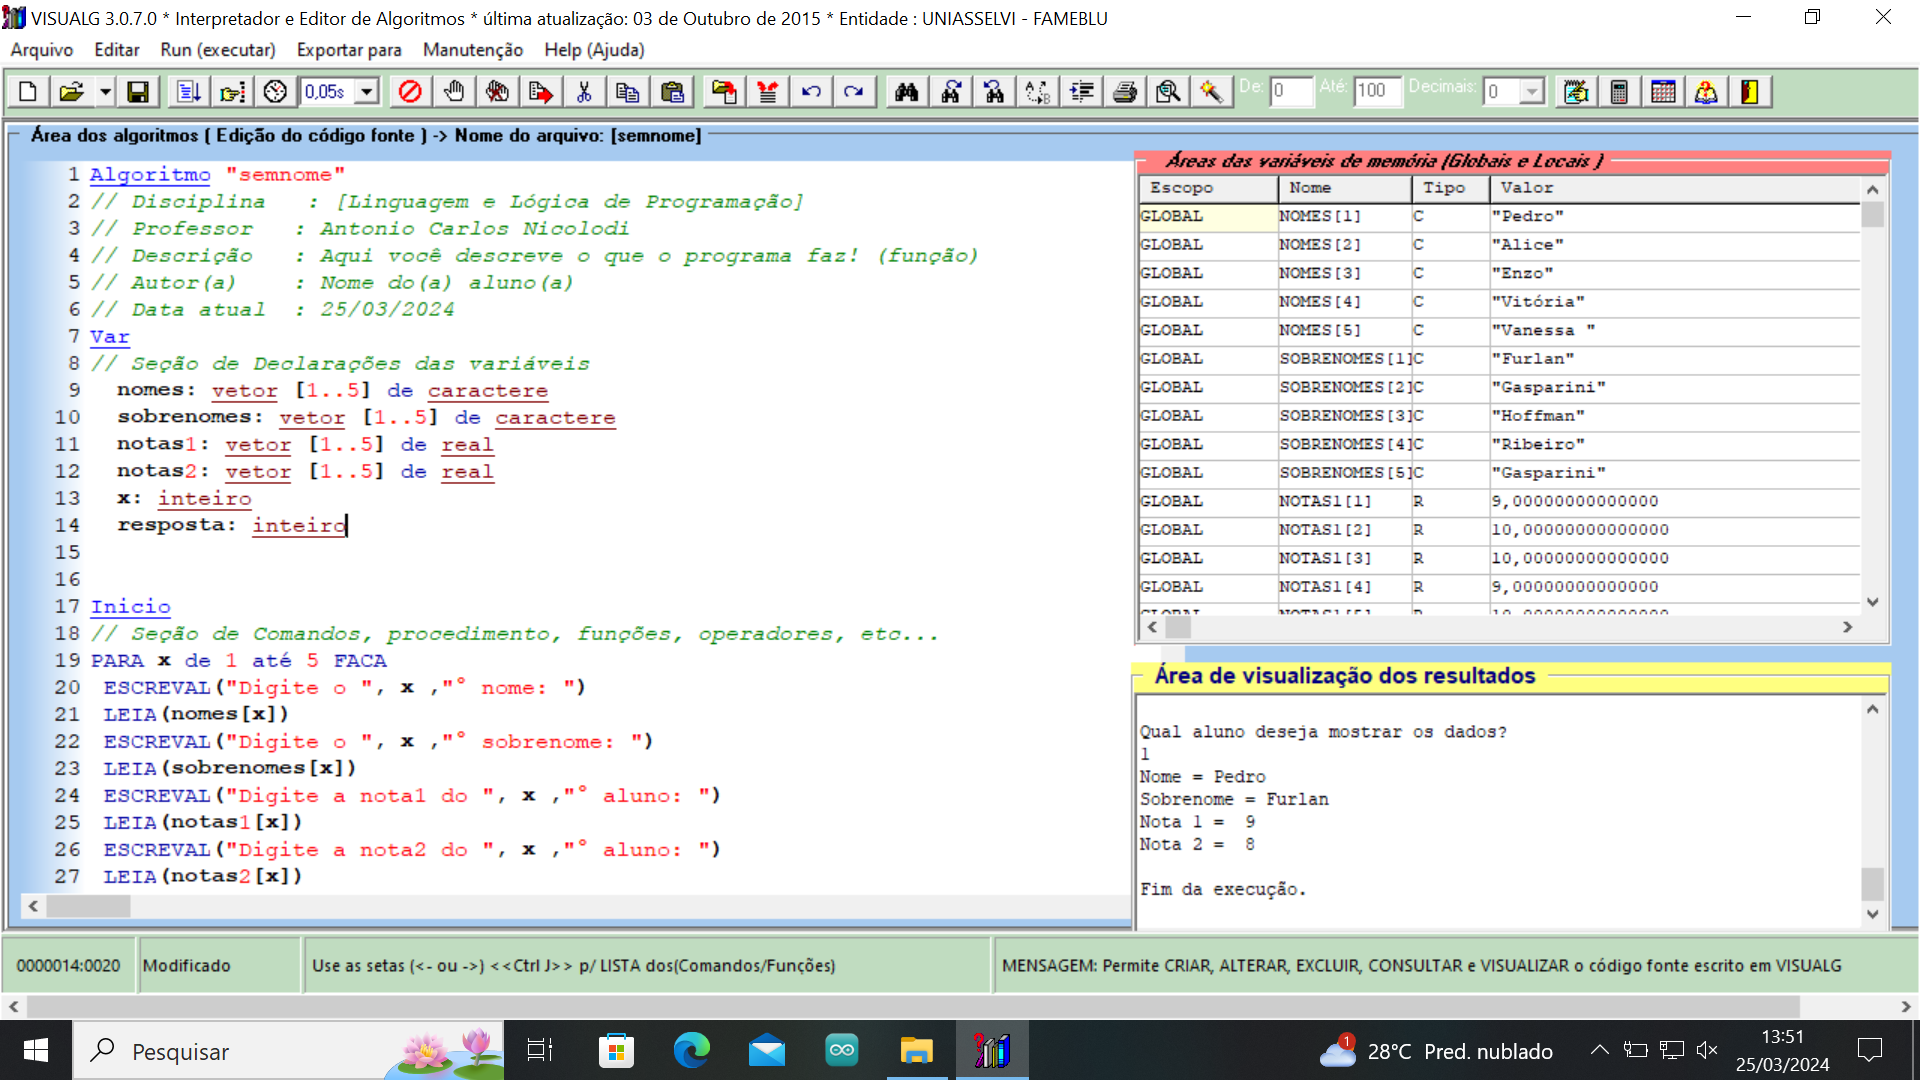 VISUALG 3.0.7.0 * Interpretador e Editor de Algoritmos * última atualização: 03 de Outubro de 2015 * Entidade : UNIASSELVI - FAMEBLU
Arquivo Editar Run (executar) Exportar para Manutenção Help (Ajuda)
0,05s De: 0 Até: 100 Decimais: 0
Área dos algoritmos ( Edição do código fonte ) -> Nome do arquivo: [semnome]
1 Algoritmo "semnome"
2 // Disciplina : [Linguagem e Lógica de Programação]
3 // Professor : Antonio Carlos Nicolodi
4 // Descrição : Aqui você descreve o que o programa faz! (função)
5 // Autor(a) : Nome do(a) aluno(a)
6 // Data atual : 25/03/2024
7 Var
8 // Seção de Declarações das variáveis
9 nomes: vetor [1..5] de caractere
10 sobrenomes: vetor [1..5] de caractere
11 notas1: vetor [1..5] de real
12 notas2: vetor [1..5] de real
13 x: inteiro
14 resposta: inteiro
15
16
17 Inicio
18 // Seção de Comandos, procedimento, funções, operadores, etc...
19 PARA x de 1 até 5 FACA
20 ESCREVAL("Digite o ", x ,"° nome: ")
21 LEIA(nomes[x])
22 ESCREVAL("Digite o ", x ,"° sobrenome: ")
23 LEIA(sobrenomes[x])
24 ESCREVAL("Digite a nota1 do ", x ,"° aluno: ")
25 LEIA(notas1[x])
26 ESCREVAL("Digite a nota2 do ", x ,"° aluno: ")
27 LEIA(notas2[x])
Áreas das variáveis de memória (Globais e Locais )
Escopo Nome Tipo Valor
GLOBAL NOMES[1] C "Pedro"
GLOBAL NOMES[2] C "Alice"
GLOBAL NOMES[3] C "Enzo"
GLOBAL NOMES[4] C "Vitória"
GLOBAL NOMES[5] C "Vanessa "
GLOBAL SOBRENOMES[1] C "Furlan"
GLOBAL SOBRENOMES[2] C "Gasparini"
GLOBAL SOBRENOMES[3] C "Hoffman"
GLOBAL SOBRENOMES[4] C "Ribeiro"
GLOBAL SOBRENOMES[5] C "Gasparini"
GLOBAL NOTAS1[1] R 9,00000000000000
GLOBAL NOTAS1[2] R 10,00000000000000
GLOBAL NOTAS1[3] R 10,00000000000000
GLOBAL NOTAS1[4] R 9,00000000000000
GLOBAL NOTAS1[5] R 10,00000000000000
Área de visualização dos resultados
Qual aluno deseja mostrar os dados?
1
Nome = Pedro
Sobrenome = Furlan
Nota 1 = 9
Nota 2 = 8
Fim da execução.
0000014:0020 Modificado Use as setas (<- ou ->) <<Ctrl J>> p/ LISTA dos(Comandos/Funções) MENSAGEM: Permite CRIAR, ALTERAR, EXCLUIR, CONSULTAR e VISUALIZAR o código fonte escrito em VISUALG
Pesquisar
1 28°C Pred. nublado
13:51
25/03/2024